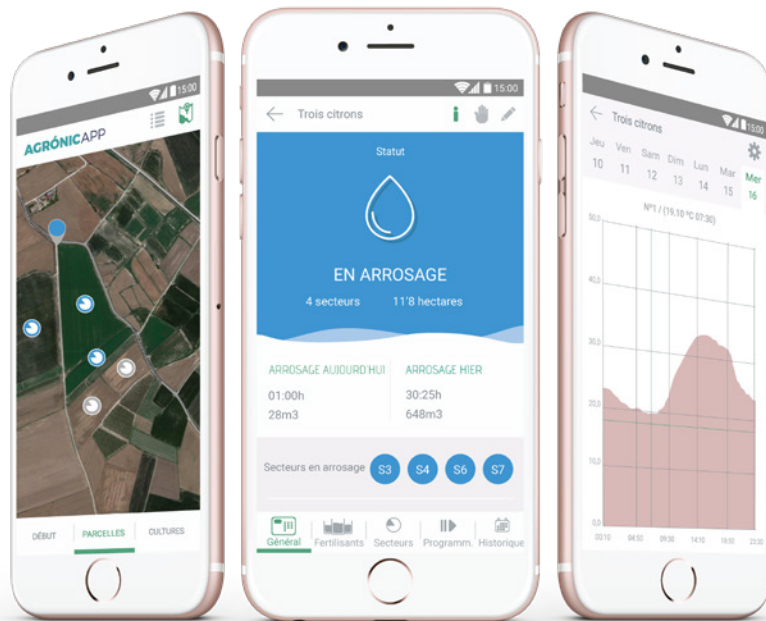 15:00
AGRÓNICAPP
DÉBUT PARCELLES CULTURES
15:00
Trois citrons
Statut
EN ARROSAGE
4 secteurs 11'8 hectares
ARROSAGE AUJOURD'HUI ARROSAGE HIER
01:00h 30:25h
28m3 648m3
Secteurs en arrosage S3 S4 S6 S7
Général Fertilisants Secteurs Programm. Historique
15:00
Trois citrons
Jeu Ven Sam Dim Lun Mar Mer
10 11 12 13 14 15 16
Nº1 / (19.10 ºC 07:30)
50,0
40,0
30,0
20,0
10,0
0,0
00:10 04:50 09:30 14:10 18:50 23:30